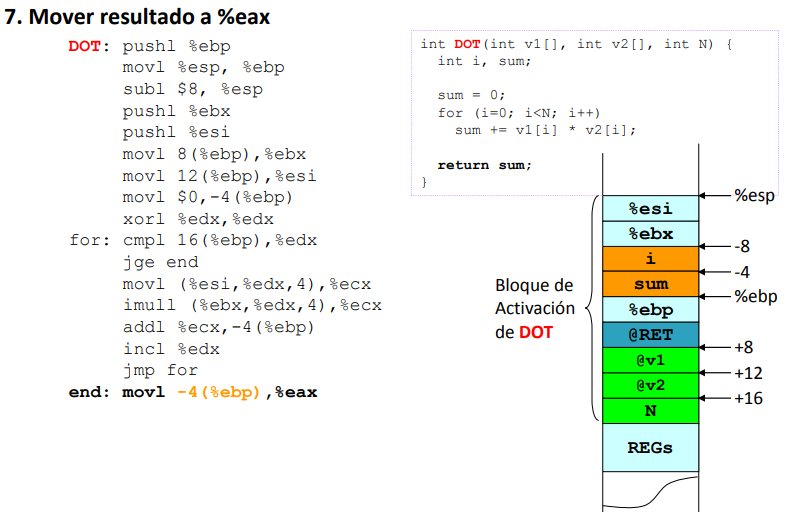 7. Mover resultado a %eax
DOT: pushl %ebp
movl %esp, %ebp
subl $8, %esp
pushl %ebx
pushl %esi
movl 8(%ebp),%ebx
movl 12(%ebp),%esi
movl $0,-4(%ebp)
xorl %edx,%edx
for: cmpl 16(%ebp),%edx
jge end
movl (%esi,%edx,4),%ecx
imull (%ebx,%edx,4),%ecx
addl %ecx,-4(%ebp)
incl %edx
jmp for
end: movl -4(%ebp),%eax
int DOT(int v1[], int v2[], int N) {
int i, sum;
sum = 0;
for (i=0; i<N; i++)
sum += v1[i] * v2[i];
return sum;
}
Bloque de
Activación
de DOT
%esi
%ebx
i
sum
%ebp
@RET
@v1
@v2
N
REGs
%esp
-8
-4
%ebp
+8
+12
+16